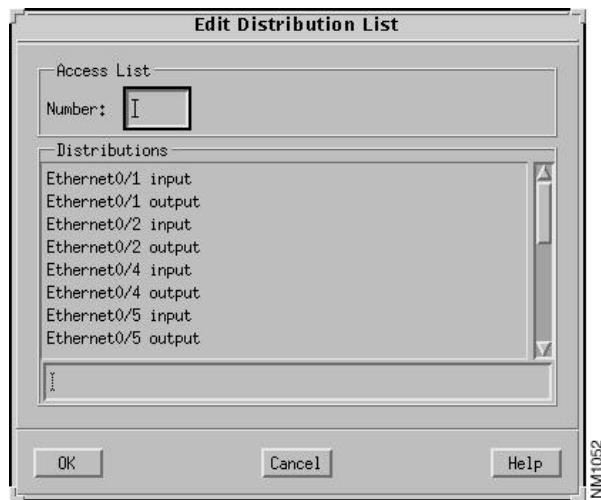 Edit Distribution List
Access List
Number:
Distributions
Ethernet0/1 input
Ethernet0/1 output
Ethernet0/2 input
Ethernet0/2 output
Ethernet0/4 input
Ethernet0/4 output
Ethernet0/5 input
Ethernet0/5 output
OK Cancel Help
NM1052